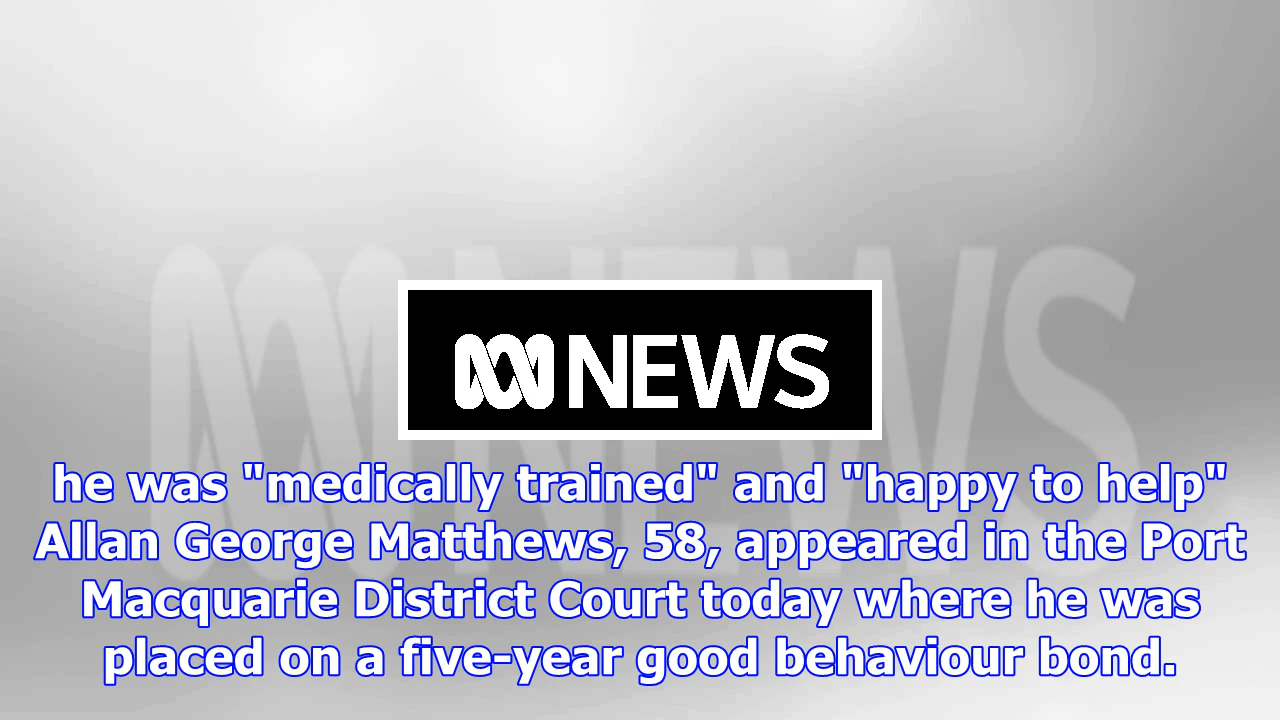 NEWS
NEWS
he was "medically trained" and "happy to help"
Allan George Matthews, 58, appeared in the Port
Macquarie District Court today where he was
placed on a five-year good behaviour bond.